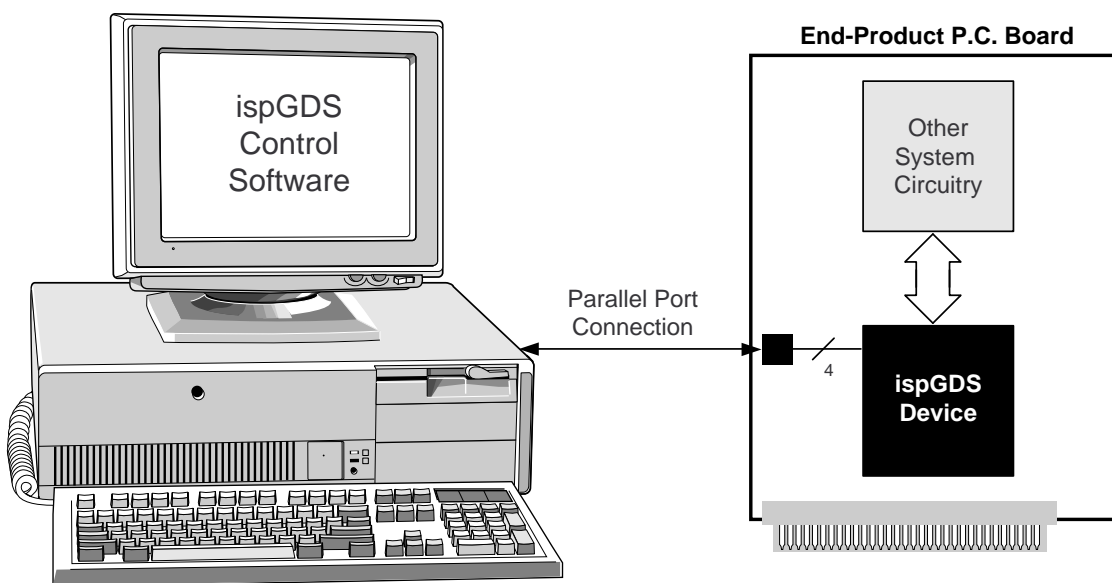 End-Product P.C. Board
ispGDS
Control
Software
Other
System
Circuitry
Parallel Port
Connection
4
ispGDS
Device